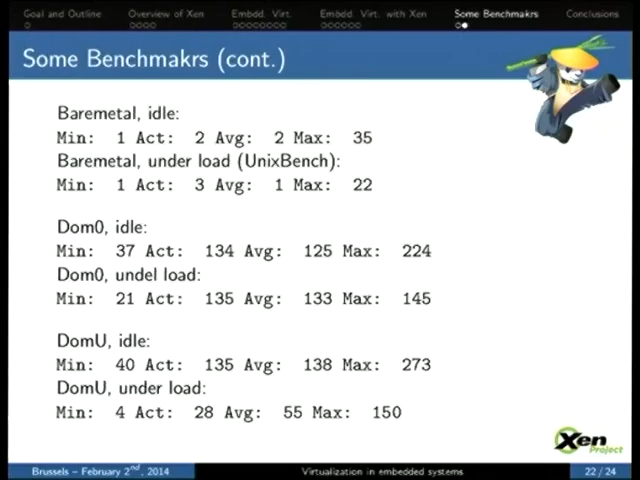 Goal and Outline Overview of Xen Embdd. Virt. Embdd. Virt. with Xen Some Benchmakrs Conclusions
Some Benchmakrs (cont.)
Baremetal, idle:
Min: 1 Act: 2 Avg: 2 Max: 35
Baremetal, under load (UnixBench):
Min: 1 Act: 3 Avg: 1 Max: 22
Dom0, idle:
Min: 37 Act: 134 Avg: 125 Max: 224
Dom0, undel load:
Min: 21 Act: 135 Avg: 133 Max: 145
DomU, idle:
Min: 40 Act: 135 Avg: 138 Max: 273
DomU, under load:
Min: 4 Act: 28 Avg: 55 Max: 150
Xen
Project
Brussels – February 2nd, 2014 Virtualization in embedded systems 22 / 24